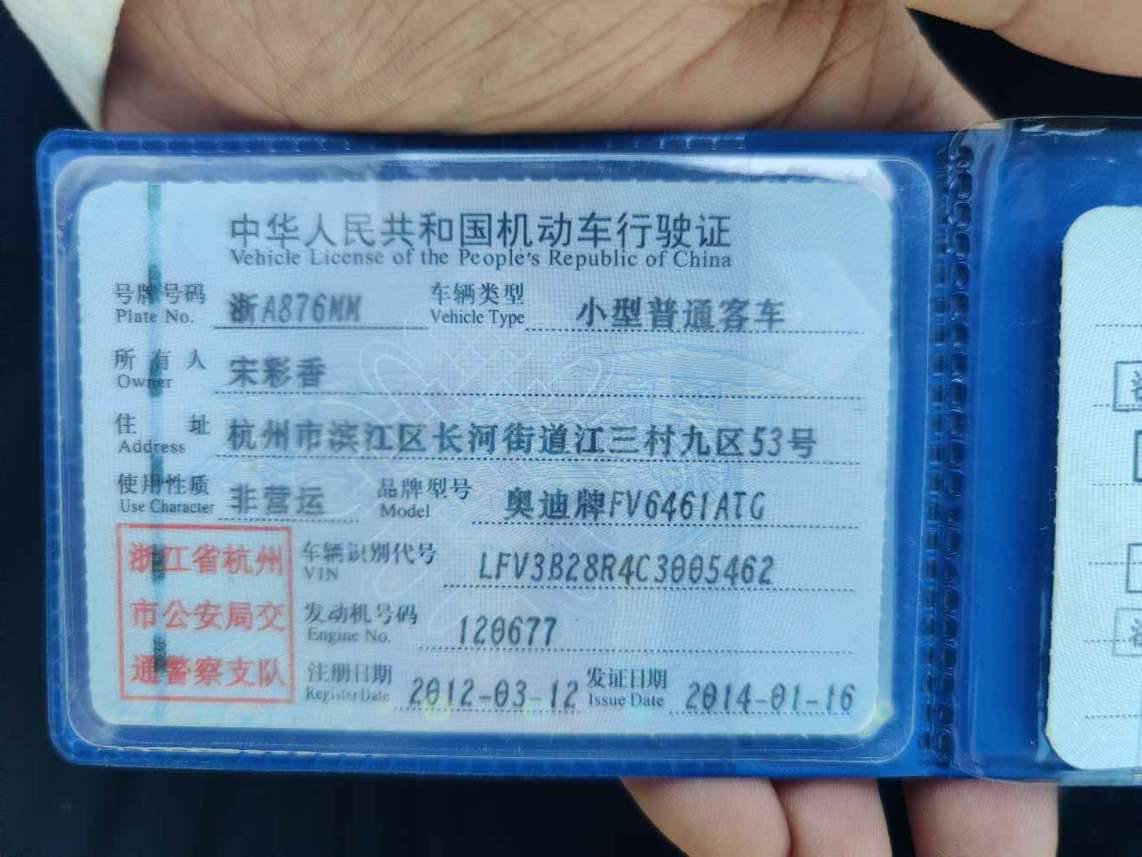 中华人民共和国机动车行驶证
Vehicle License of the People's Republic of China
号牌号码 浙A876MM 车辆类型 小型普通客车
Plate No. Vehicle Type
所有人 宋彩香
Owner
住址 杭州市滨江区长河街道江三村九区53号
Address
使用性质 非营运 品牌型号 奥迪牌FV6461ATG
Use Character Model
浙江省杭州
市公安局交
通警察支队
车辆识别代号 LFV3B28R4C3005462
VIN
发动机号码 120677
Engine No.
注册日期 2012-03-12 发证日期 2014-01-16
Register Date Issue Date